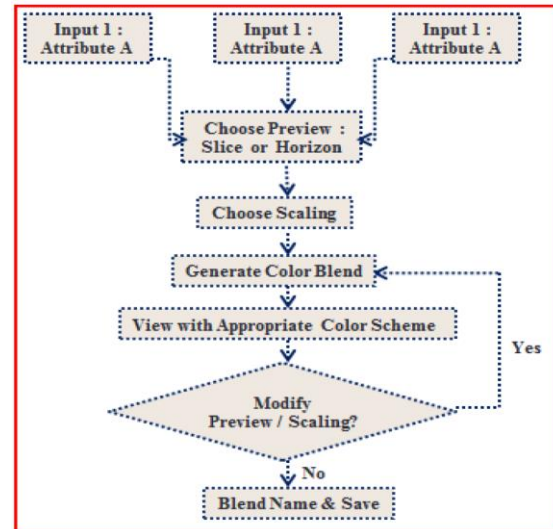 Input 1 :
Attribute A
Input 1 :
Attribute A
Input 1 :
Attribute A
Choose Preview :
Slice or Horizon
Choose Scaling
Generate Color Blend
View with Appropriate Color Scheme
Yes
Modify
Preview / Scaling?
No
Blend Name & Save